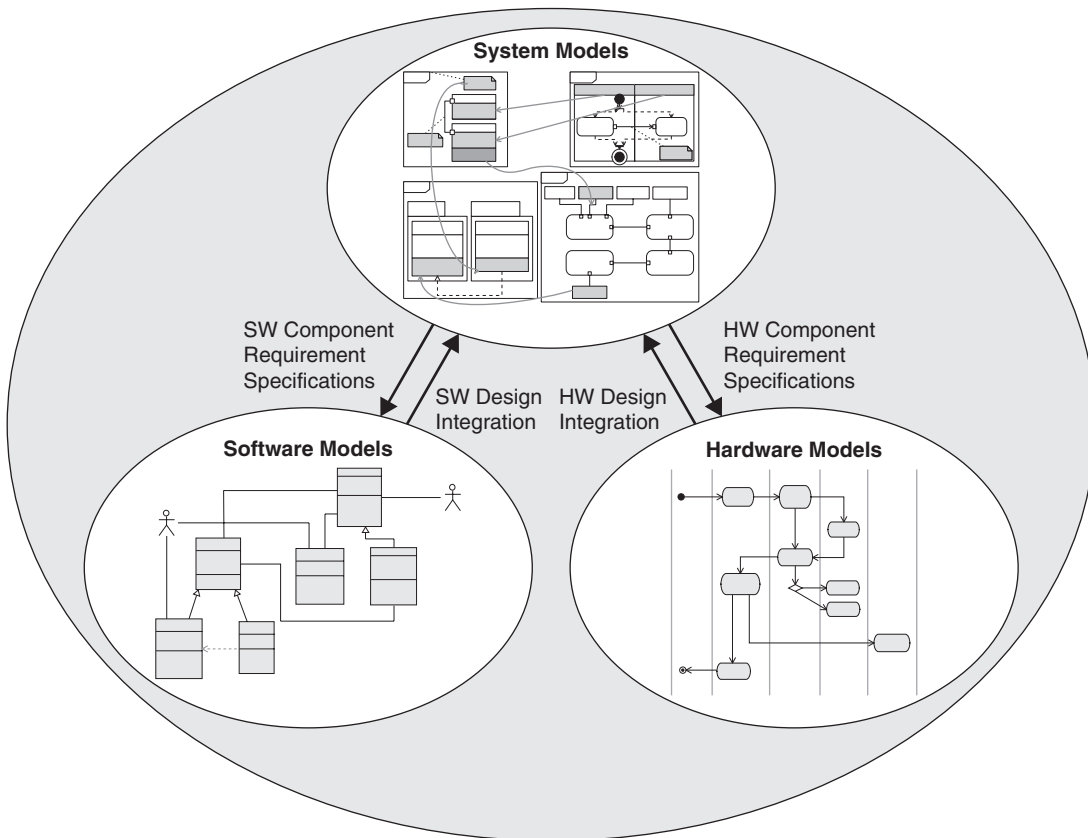 System Models
SW Component
Requirement
Specifications
HW Component
Requirement
Specifications
SW Design
Integration
HW Design
Integration
Software Models
Hardware Models